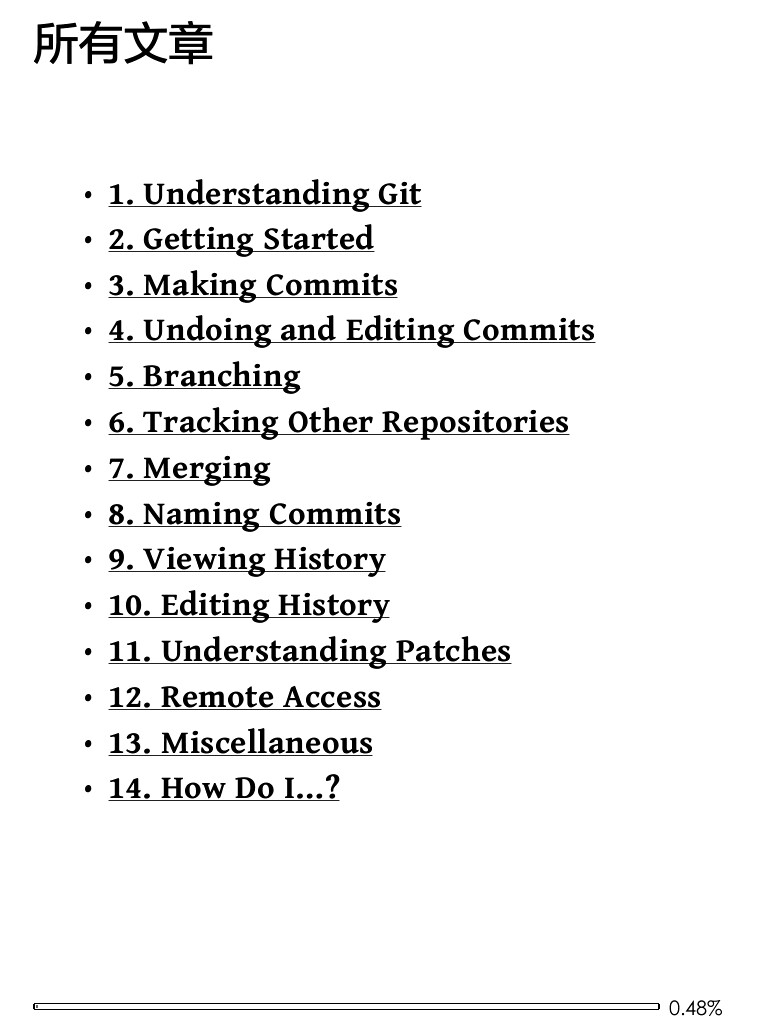 所有文章
• 1. Understanding Git
• 2. Getting Started
• 3. Making Commits
• 4. Undoing and Editing Commits
• 5. Branching
• 6. Tracking Other Repositories
• 7. Merging
• 8. Naming Commits
• 9. Viewing History
• 10. Editing History
• 11. Understanding Patches
• 12. Remote Access
• 13. Miscellaneous
• 14. How Do I...?
0.48%